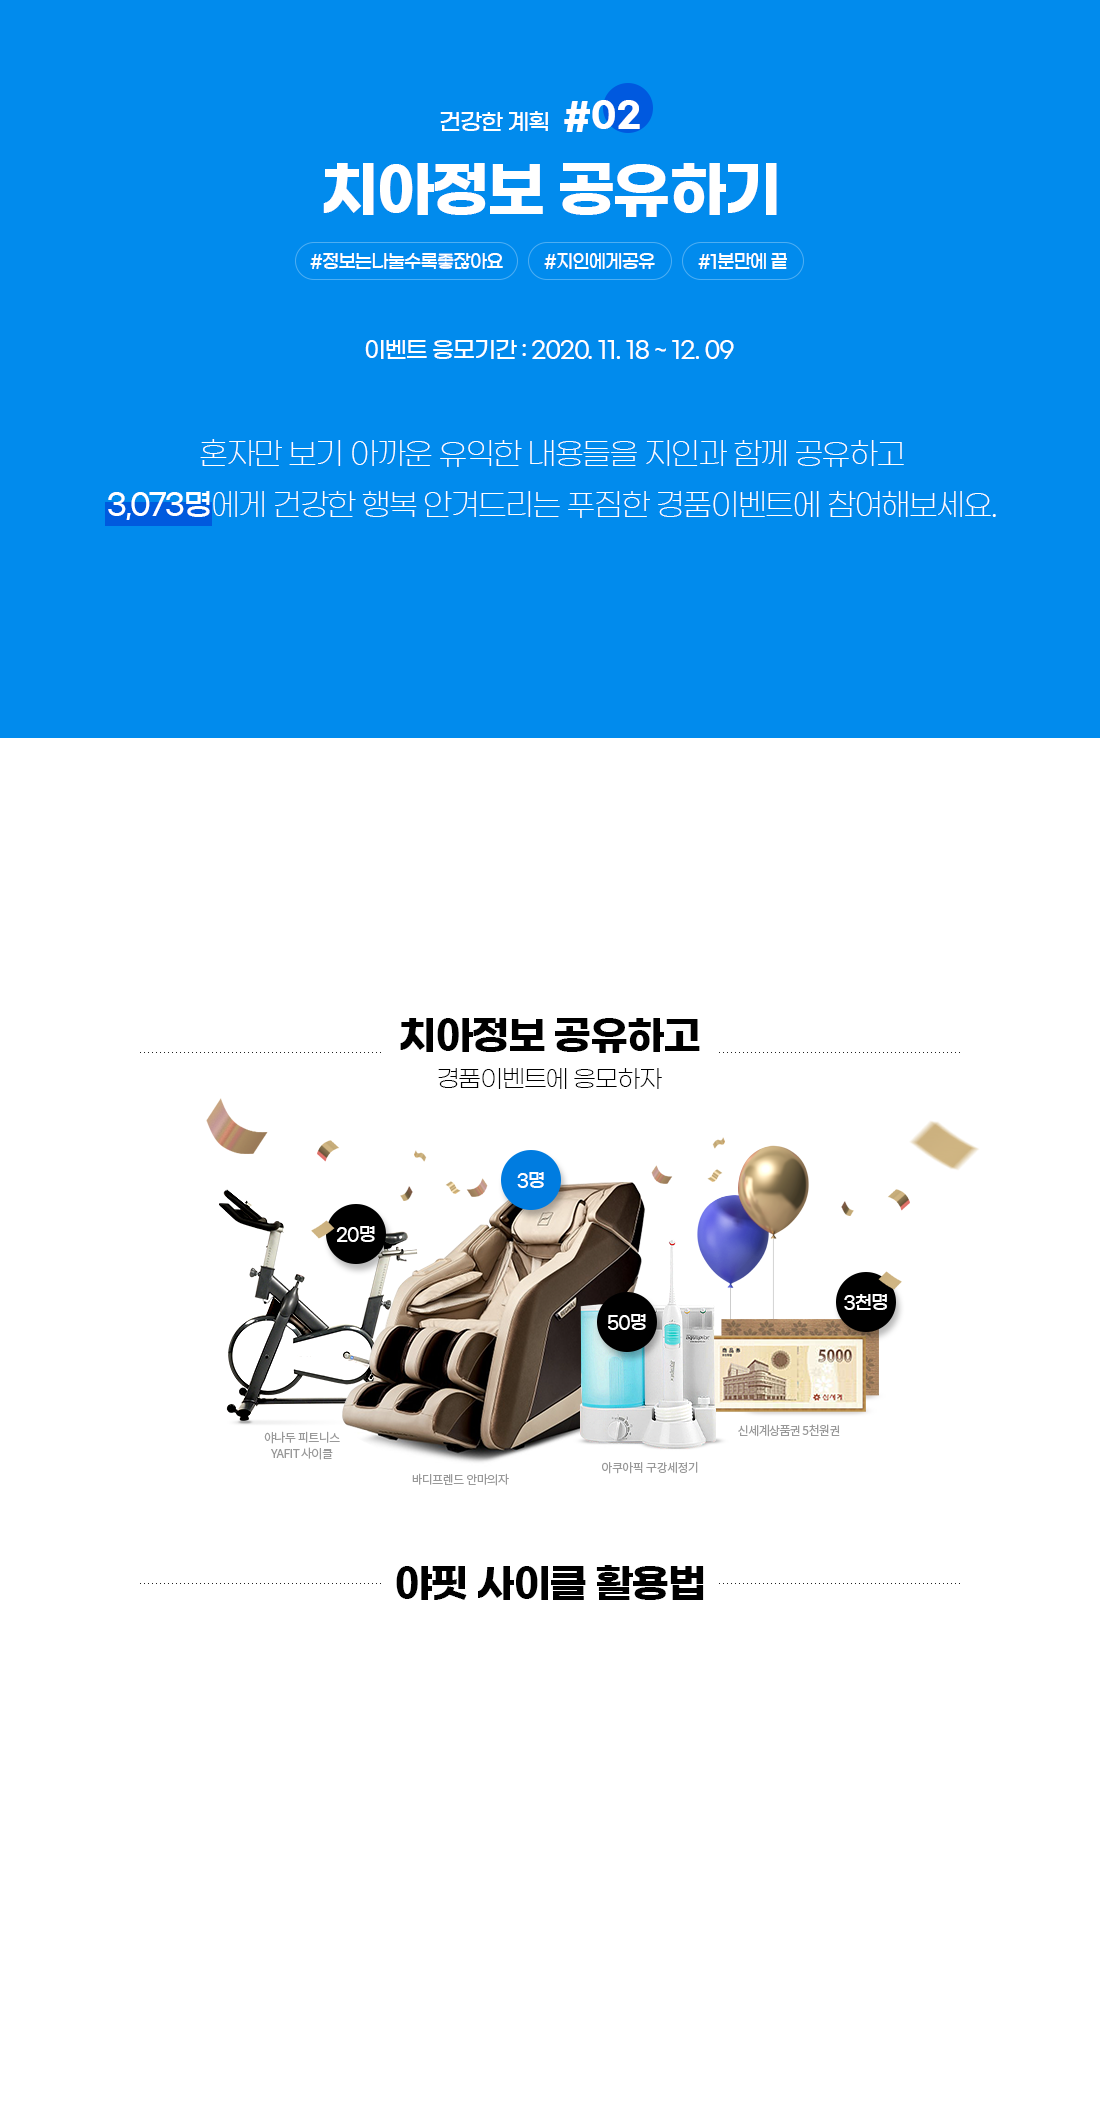 건강한 계획 #02
치아정보 공유하기
#정보는나눌수록좋잖아요 #지인에게공유 #1분만에 끝
이벤트 응모기간 : 2020. 11. 18 ~ 12. 09
혼자만 보기 아까운 유익한 내용들을 지인과 함께 공유하고
3,073명에게 건강한 행복 안겨드리는 푸짐한 경품이벤트에 참여해보세요.
치아정보 공유하고
경품이벤트에 응모하자
3명
20명
3천명
50명
상품권
5000
신세계
신세계상품권 5천원권
야나두 피트니스
YAFIT 사이클
아쿠아픽 구강세정기
바디프렌드 안마의자
야핏 사이클 활용법